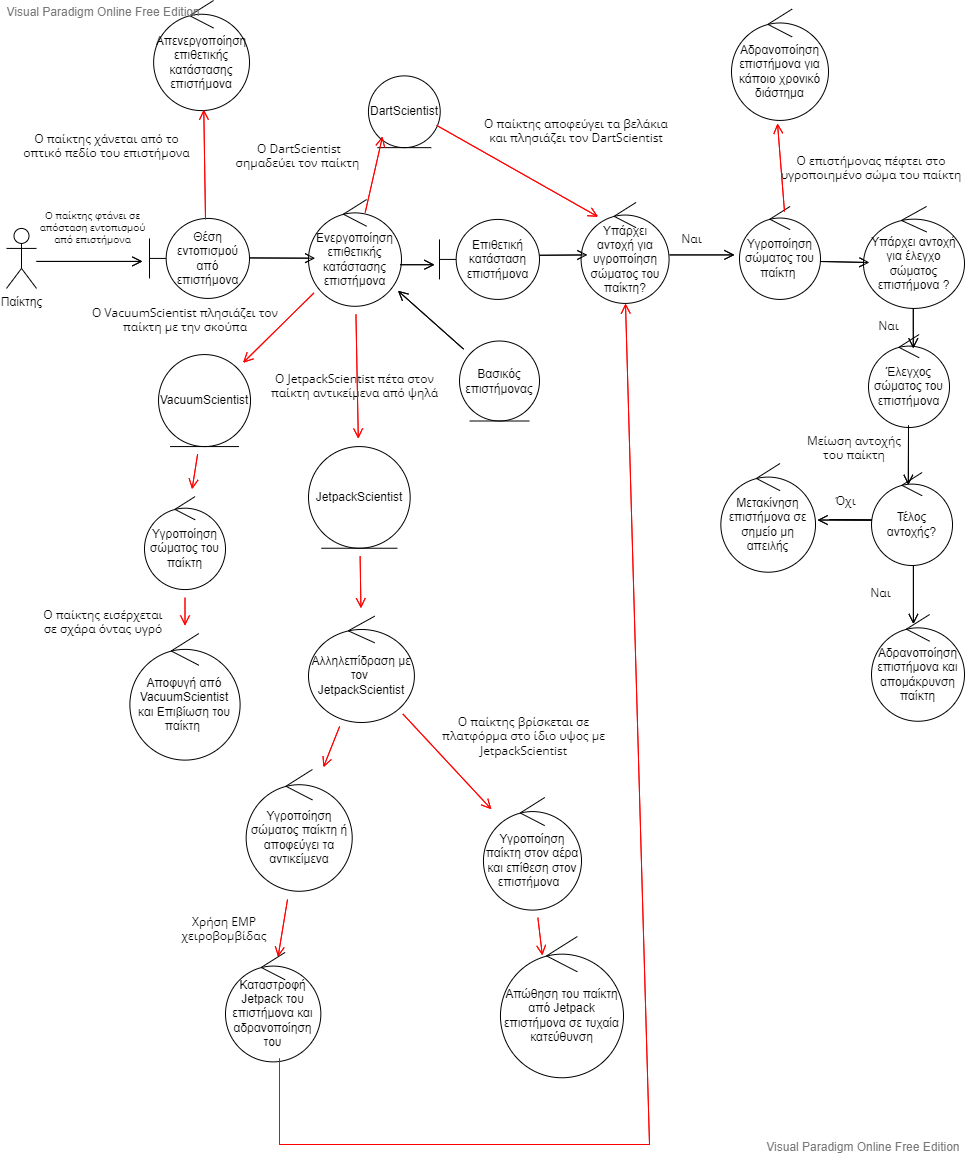 Visual Paradigm Online Free Edition
Απενεργοποίηση
επιθετικής
κατάστασης
επιστήμονα
Ο παίκτης χάνεται από το
οπτικό πεδίο του επιστήμονα
DartScientist
Ο DartScientist
σημαδεύει τον παίκτη
Ο παίκτης αποφεύγει τα βελάκια
και πλησιάζει τον DartScientist
Αδρανοποίηση
επιστήμονα για
κάποιο χρονικό
διάστημα
Ο επιστήμονας πέφτει στο
υγροποιημένο σώμα του παίκτη
Ο παίκτης φτάνει σε
απόσταση εντοπισμού
από επιστήμονα
Παίκτης
Θέση
εντοπισμού
από
επιστήμονα
Ενεργοποίηση
επιθετικής
κατάστασης
επιστήμονα
Επιθετική
κατάσταση
επιστήμονα
Υπάρχει
αντοχή για
υγροποίηση
σώματος του
παίκτη?
Ναι
Υγροποίηση
σώματος του
παίκτη
Υπάρχει αντοχή
για έλεγχο
σώματος
επιστήμονα ?
Ναι
Ο VacuumScientist πλησιάζει τον
παίκτη με την σκούπα
VacuumScientist
Ο JetpackScientist πέτα στον
παίκτη αντικείμενα από ψηλά
Βασικός
επιστήμονας
Έλεγχος
σώματος του
επιστήμονα
Μείωση αντοχής
του παίκτη
JetpackScientist
Υγροποίηση
σώματος του
παίκτη
Μετακίνηση
επιστήμονα σε
σημείο μη
απειλής
Όχι
Τέλος
αντοχής?
Ναι
Ο παίκτης εισέρχεται
σε σχάρα όντας υγρό
Αποφυγή από
VacuumScientist
και Επιβίωση του
παίκτη
Αλληλεπίδραση με
τον
JetpackScientist
Αδρανοποίηση
επιστήμονα και
απομάκρυνση
παίκτη
Ο παίκτης βρίσκεται σε
πλατφόρμα στο ίδιο υψος με
JetpackScientist
Υγροποίηση
σώματος παίκτη ή
αποφεύγει τα
αντικείμενα
Υγροποίηση
παίκτη στον αέρα
και επίθεση στον
επιστήμονα
Χρήση EMP
χειροβομβίδας
Καταστροφή
Jetpack του
επιστήμονα και
αδρανοποίηση
του
Απώθηση του παίκτη
από Jetpack
επιστήμονα σε τυχαία
κατεύθυνση
Visual Paradigm Online Free Edition